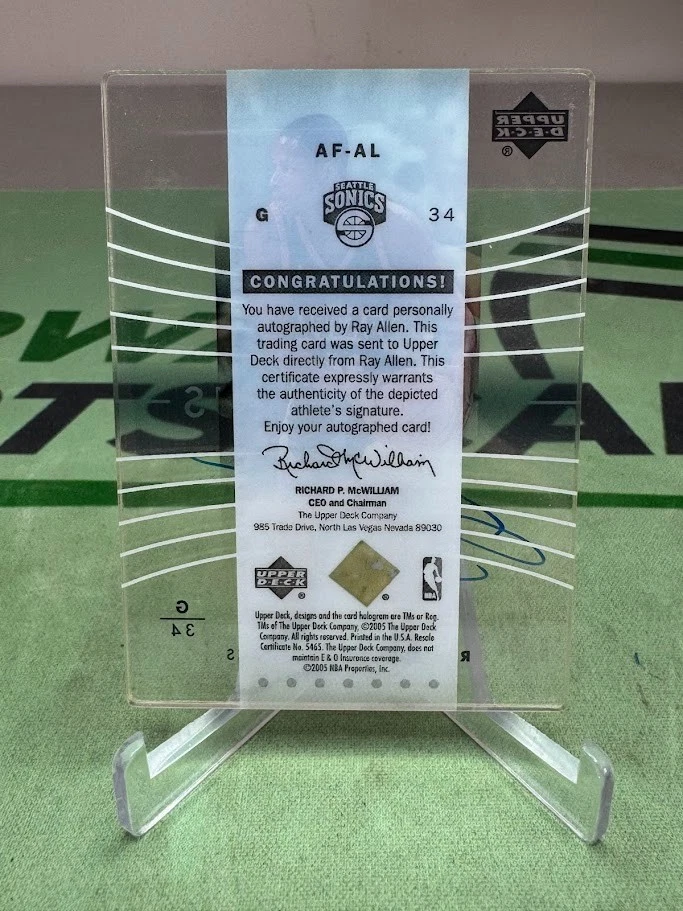 UPPER
D·E·C·K
®
AF-AL
SEATTLE
SONICS
G
34
CONGRATULATIONS!
You have received a card personally
autographed by Ray Allen. This
trading card was sent to Upper
Deck directly from Ray Allen. This
certificate expressly warrants
the authenticity of the depicted
athlete's signature.
Enjoy your autographed card!
Richard P. McWilliam
RICHARD P. McWILLIAM
CEO and Chairman
The Upper Deck Company
985 Trade Drive, North Las Vegas Nevada 89030
UPPER
D·E·C·K
®
®
NBA
Upper Deck, designs and the card hologram are TMs or Reg.
TMs of The Upper Deck Company, ©2005 The Upper Deck
Company. All rights reserved. Printed in the U.S.A. Resale
Certificate No. 5465. The Upper Deck Company, does not
maintain E & O Insurance coverage.
©2005 NBA Properties, Inc.
G
34
S
R